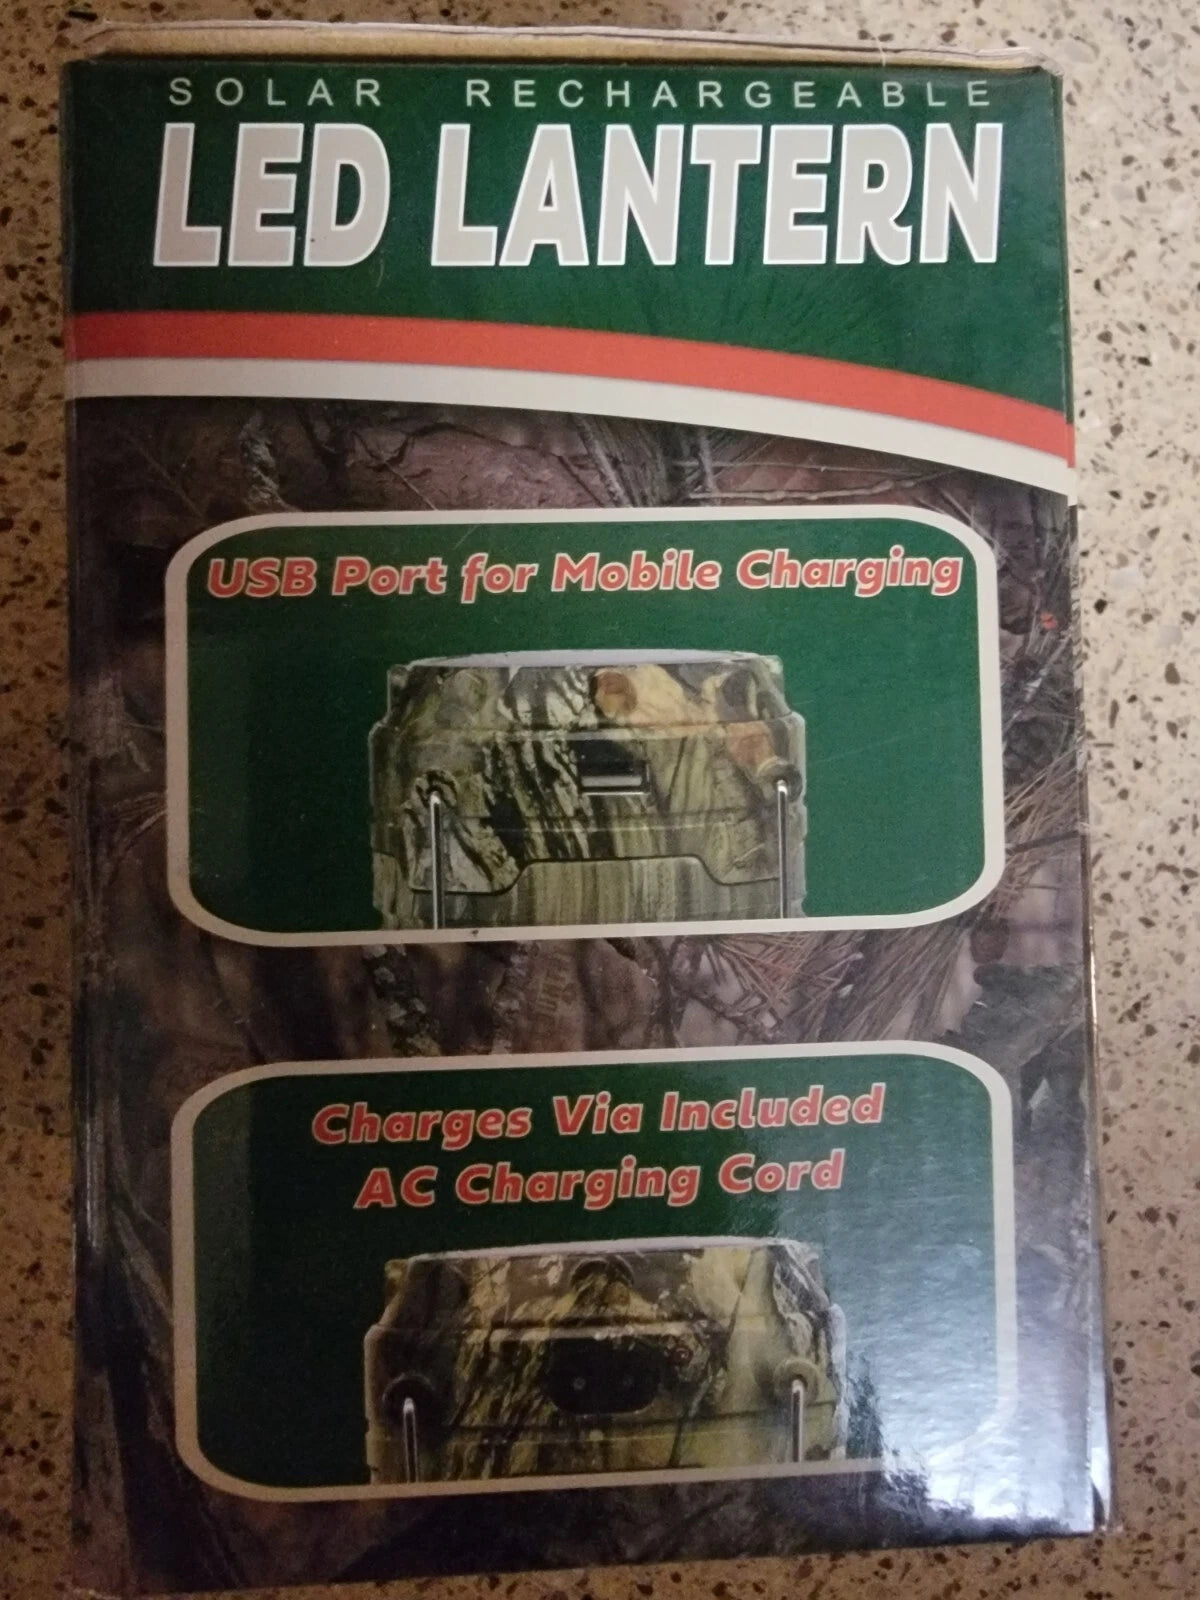 SOLAR RECHARGEABLE
LED LANTERN
USB Port for Mobile Charging
Charges Via Included
AC Charging Cord